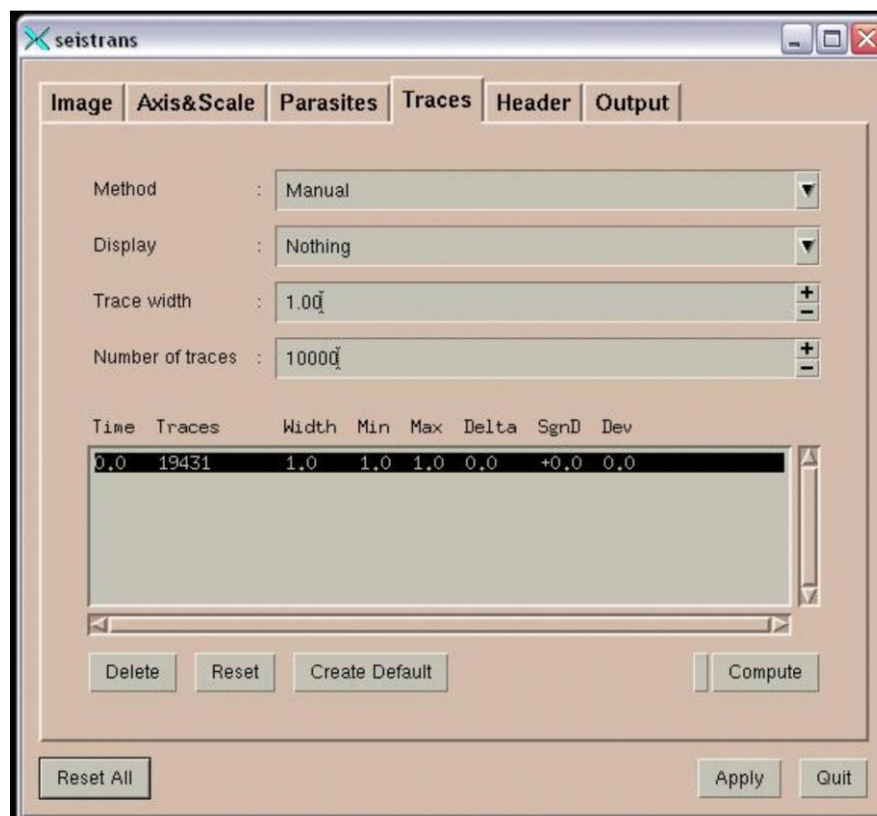 seistrans
Image Axis&Scale Parasites Traces Header Output
Method : Manual
Display : Nothing
Trace width : 1.00
Number of traces : 10000
Time Traces Width Min Max Delta SgnD Dev
0.0 19431 1.0 1.0 1.0 0.0 +0.0 0.0
Delete Reset Create Default Compute
Reset All Apply Quit